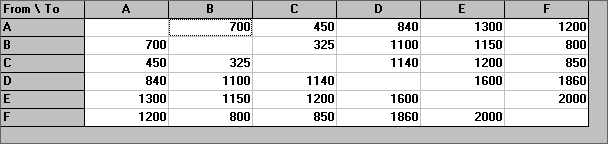 From \ To A B C D E F
A 700 450 840 1300 1200
B 700 325 1100 1150 800
C 450 325 1140 1200 850
D 840 1100 1140 1600 1860
E 1300 1150 1200 1600 2000
F 1200 800 850 1860 2000